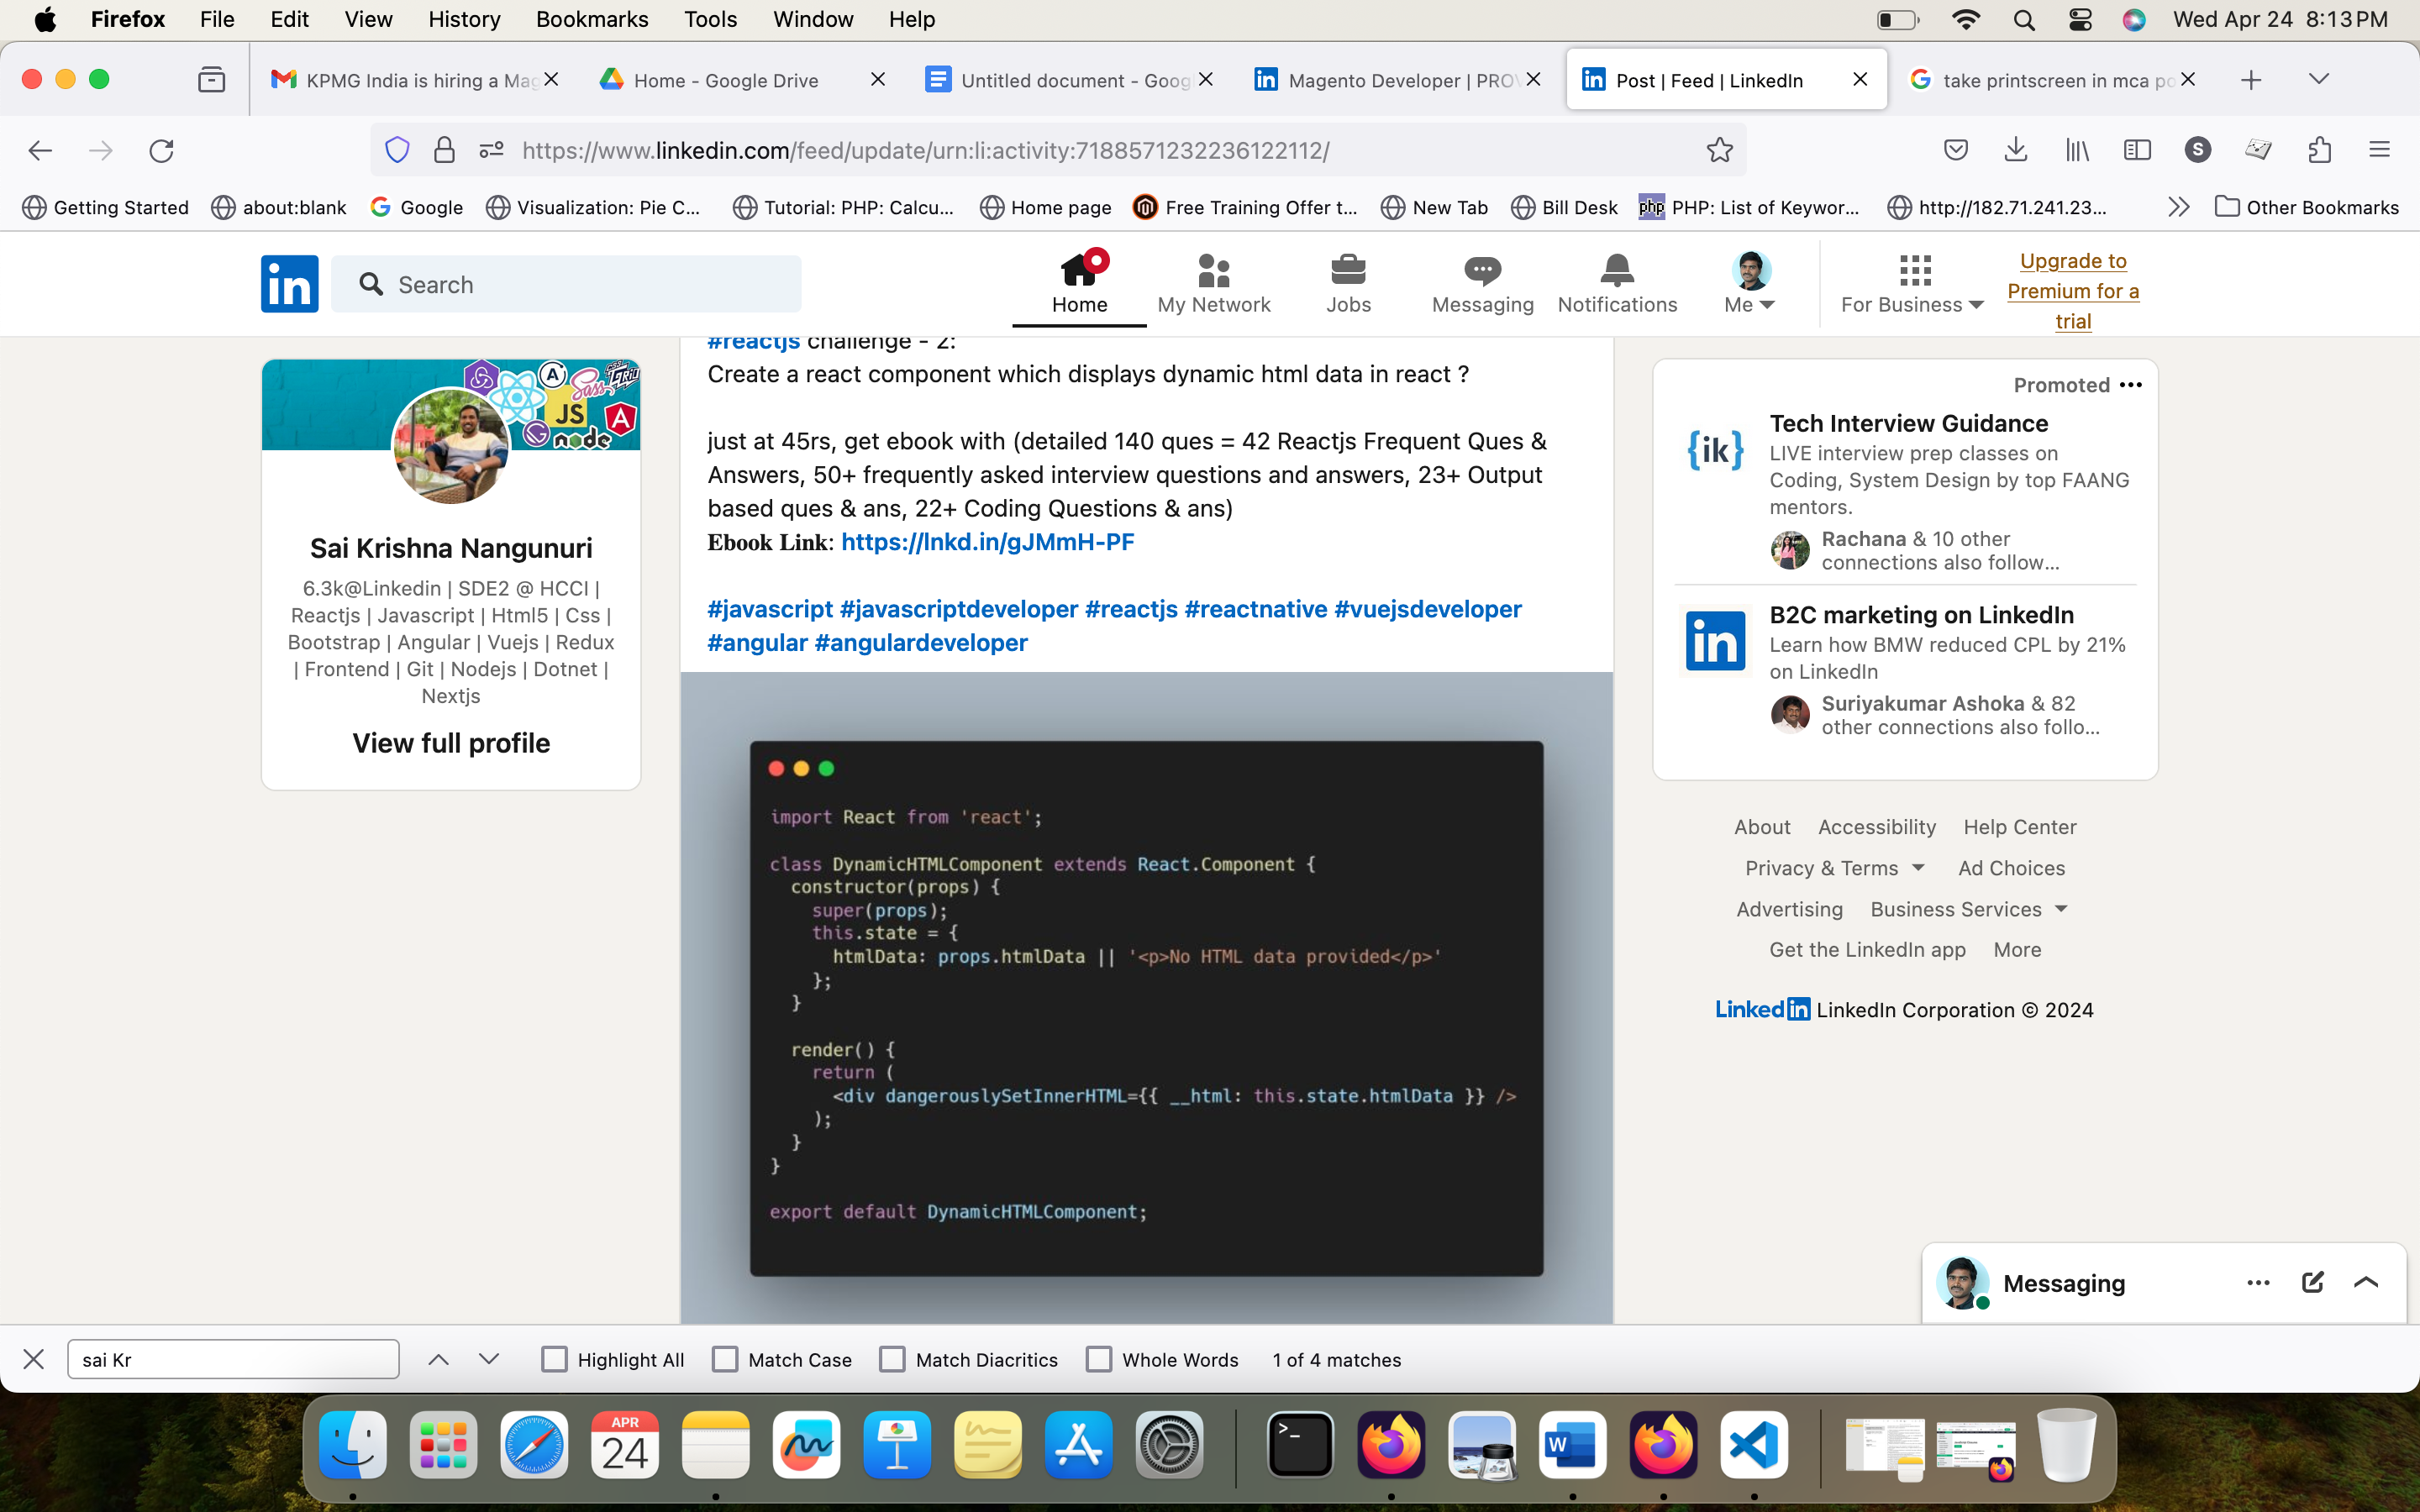 Firefox File Edit View History Bookmarks Tools Window Help Wed Apr 24 8:13 PM
KPMG India is hiring a Mag
Home - Google Drive
Untitled document - Goog
Magento Developer | PROV
Post | Feed | LinkedIn
take printscreen in mca po
https://www.linkedin.com/feed/update/urn:li:activity:7188571232236122112/
S
Getting Started about:blank Google Visualization: Pie C... Tutorial: PHP: Calcu... Home page Free Training Offer t... New Tab Bill Desk php PHP: List of Keywor... http://182.71.241.23... Other Bookmarks
in
Search
Home
My Network
Jobs
Messaging
Notifications
Me
For Business
Upgrade to
Premium for a
trial
JS
node
Sai Krishna Nangunuri
6.3k@Linkedin | SDE2 @ HCCI |
Reactjs | Javascript | Html5 | Css |
Bootstrap | Angular | Vuejs | Redux
| Frontend | Git | Nodejs | Dotnet |
Nextjs
View full profile
#reactjs challenge - 2:
Create a react component which displays dynamic html data in react ?
just at 45rs, get ebook with (detailed 140 ques = 42 Reactjs Frequent Ques &
Answers, 50+ frequently asked interview questions and answers, 23+ Output
based ques & ans, 22+ Coding Questions & ans)
𝐄𝐛𝐨𝐨𝐤 𝐋𝐢𝐧𝐤: https://lnkd.in/gJMmH-PF
#javascript #javascriptdeveloper #reactjs #reactnative #vuejsdeveloper
#angular #angulardeveloper
import React from 'react';
class DynamicHTMLComponent extends React.Component {
constructor(props) {
super(props);
this.state = {
htmlData: props.htmlData || '<p>No HTML data provided</p>'
};
}
render() {
return (
<div dangerouslySetInnerHTML={{ __html: this.state.htmlData }} />
);
}
}
export default DynamicHTMLComponent;
Promoted
{ik}
Tech Interview Guidance
LIVE interview prep classes on
Coding, System Design by top FAANG
mentors.
Rachana & 10 other
connections also follow...
in
B2C marketing on LinkedIn
Learn how BMW reduced CPL by 21%
on LinkedIn
Suriyakumar Ashoka & 82
other connections also follo...
About Accessibility Help Center
Privacy & Terms Ad Choices
Advertising Business Services
Get the LinkedIn app More
LinkedIn LinkedIn Corporation © 2024
Messaging
sai Kr
Highlight All Match Case Match Diacritics Whole Words 1 of 4 matches
APR
24
>_
W